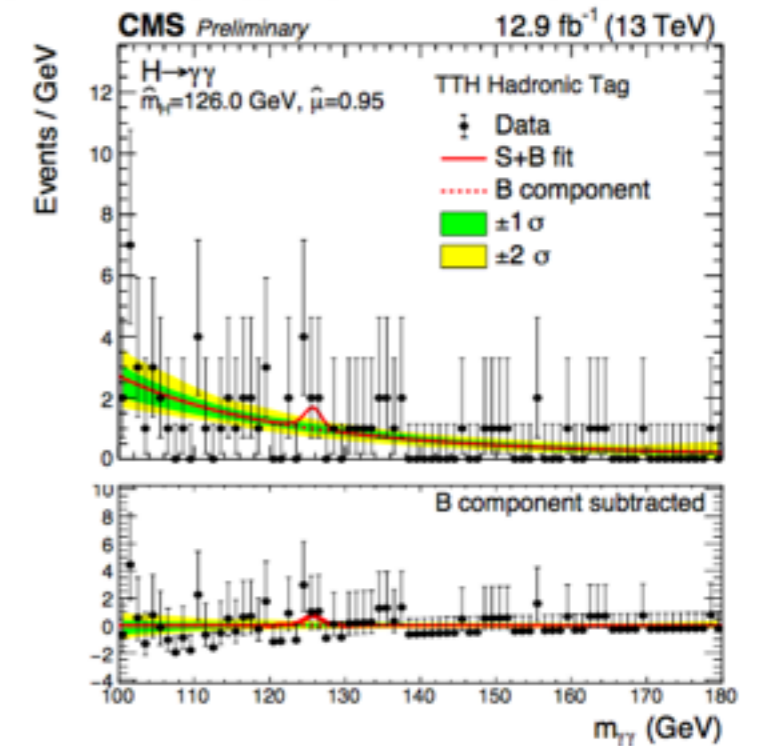 CMS Preliminary 12.9 fb⁻¹ (13 TeV)
H→γγ
m̂_H=126.0 GeV, μ̂=0.95
TTH Hadronic Tag
Data
S+B fit
B component
±1 σ
±2 σ
Events / GeV
12
10
8
6
4
2
0
B component subtracted
10
8
6
4
2
0
−2
−4
100 110 120 130 140 150 160 170 180
m_γγ (GeV)